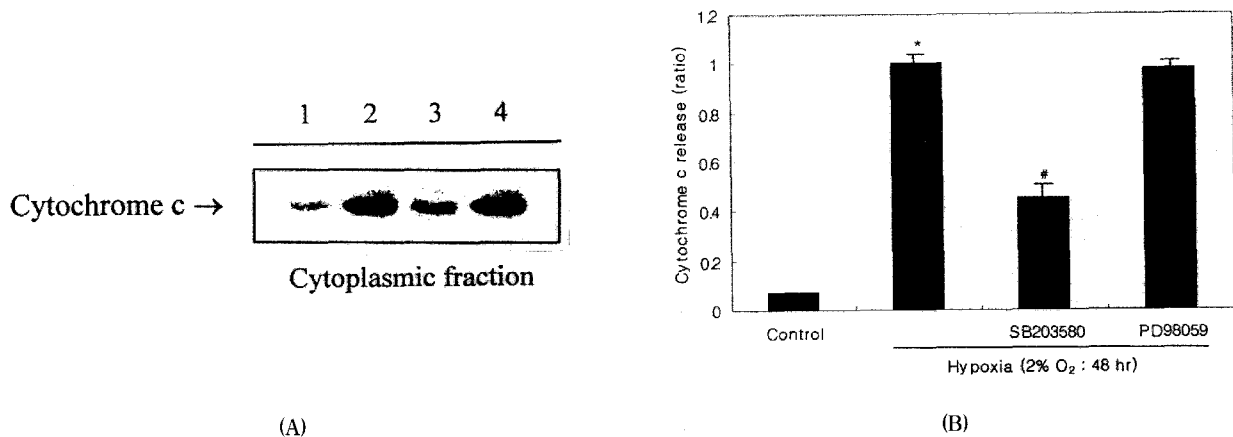 1 2 3 4
Cytochrome c →
Cytoplasmic fraction
(A)
Cytochrome c release (ratio)
1.2
1
0.8
0.6
0.4
0.2
0
*
#
Control
SB203580
PD98059
Hypoxia (2% O₂ : 48 hr)
(B)